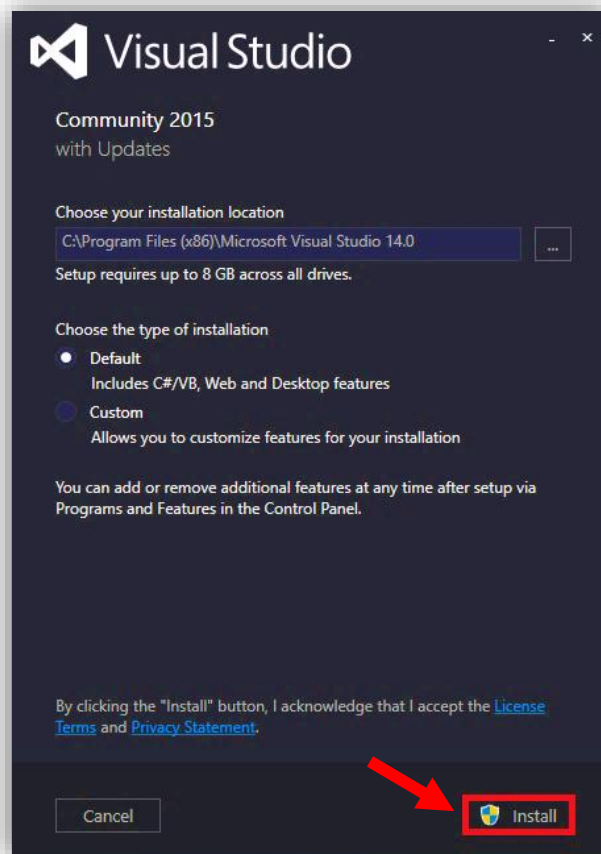 Visual Studio
Community 2015
with Updates
Choose your installation location
C:\Program Files (x86)\Microsoft Visual Studio 14.0
...
Setup requires up to 8 GB across all drives.
Choose the type of installation
Default
Includes C#/VB, Web and Desktop features
Custom
Allows you to customize features for your installation
You can add or remove additional features at any time after setup via
Programs and Features in the Control Panel.
By clicking the "Install" button, I acknowledge that I accept the License
Terms and Privacy Statement.
Cancel
Install